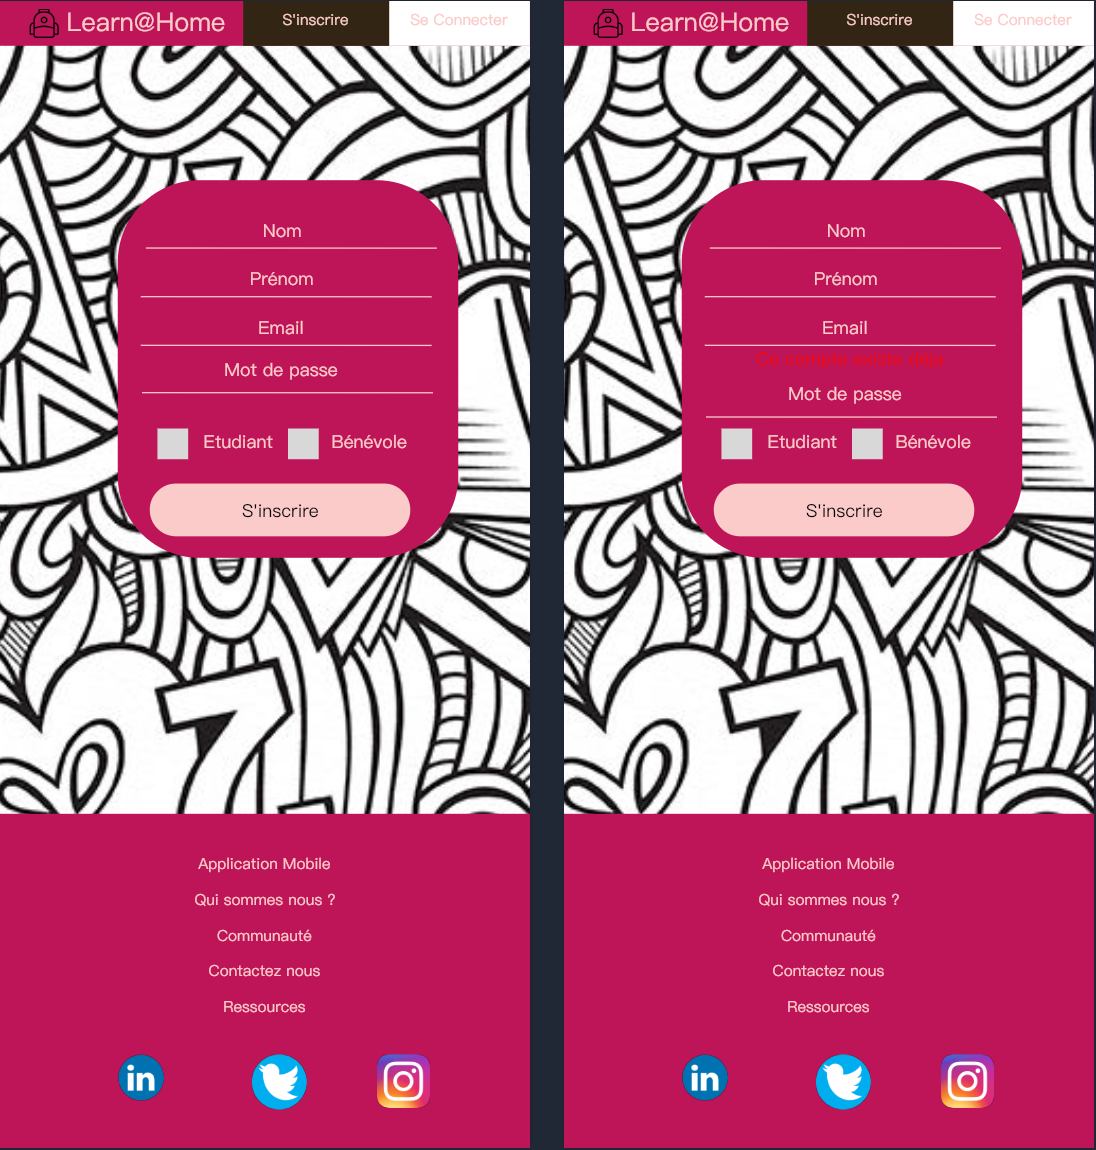 Learn@Home
S'inscrire
Se Connecter
Nom
Prénom
Email
Mot de passe
Etudiant
Bénévole
S'inscrire
Application Mobile
Qui sommes nous ?
Communauté
Contactez nous
Ressources
in
Learn@Home
S'inscrire
Se Connecter
Nom
Prénom
Email
Ce compte existe déjà
Mot de passe
Etudiant
Bénévole
S'inscrire
Application Mobile
Qui sommes nous ?
Communauté
Contactez nous
Ressources
in